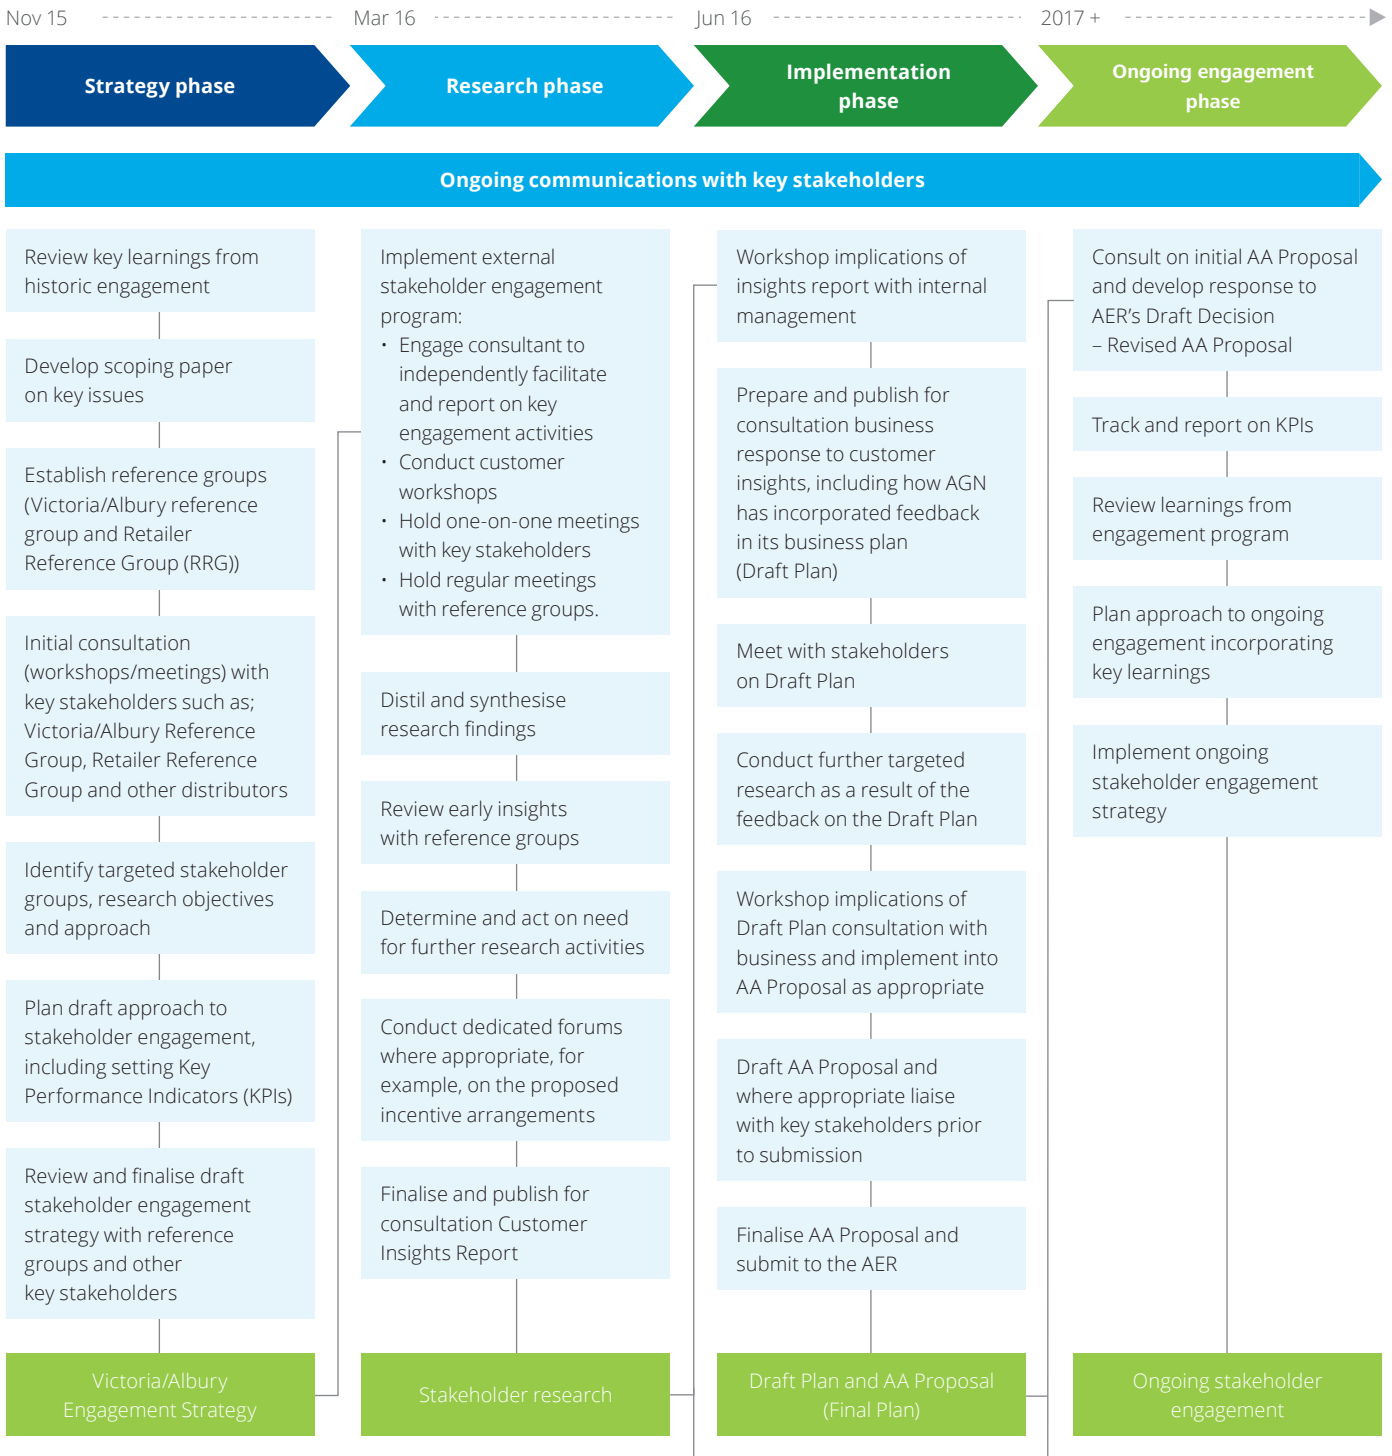 Nov 15
Mar 16
Jun 16
2017 +
Strategy phase
Research phase
Implementation
phase
Ongoing engagement
phase
Ongoing communications with key stakeholders
Review key learnings from
historic engagement
Develop scoping paper
on key issues
Establish reference groups
(Victoria/Albury reference
group and Retailer
Reference Group (RRG))
Initial consultation
(workshops/meetings) with
key stakeholders such as;
Victoria/Albury Reference
Group, Retailer Reference
Group and other distributors
Identify targeted stakeholder
groups, research objectives
and approach
Plan draft approach to
stakeholder engagement,
including setting Key
Performance Indicators (KPIs)
Review and finalise draft
stakeholder engagement
strategy with reference
groups and other
key stakeholders
Victoria/Albury
Engagement Strategy
Implement external
stakeholder engagement
program:
• Engage consultant to
independently facilitate
and report on key
engagement activities
• Conduct customer
workshops
• Hold one-on-one meetings
with key stakeholders
• Hold regular meetings
with reference groups.
Distil and synthesise
research findings
Review early insights
with reference groups
Determine and act on need
for further research activities
Conduct dedicated forums
where appropriate, for
example, on the proposed
incentive arrangements
Finalise and publish for
consultation Customer
Insights Report
Stakeholder research
Workshop implications of
insights report with internal
management
Prepare and publish for
consultation business
response to customer
insights, including how AGN
has incorporated feedback
in its business plan
(Draft Plan)
Meet with stakeholders
on Draft Plan
Conduct further targeted
research as a result of the
feedback on the Draft Plan
Workshop implications of
Draft Plan consultation with
business and implement into
AA Proposal as appropriate
Draft AA Proposal and
where appropriate liaise
with key stakeholders prior
to submission
Finalise AA Proposal and
submit to the AER
Draft Plan and AA Proposal
(Final Plan)
Consult on initial AA Proposal
and develop response to
AER's Draft Decision
– Revised AA Proposal
Track and report on KPIs
Review learnings from
engagement program
Plan approach to ongoing
engagement incorporating
key learnings
Implement ongoing
stakeholder engagement
strategy
Ongoing stakeholder
engagement